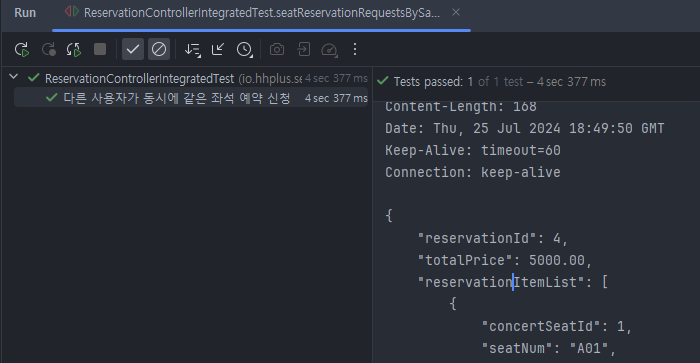 Run
ReservationControllerIntegratedTest.seatReservationRequestsBySa...
ReservationControllerIntegratedTest (io.hhplus.se 4 sec 377 ms
다른 사용자가 동시에 같은 좌석 예약 신청 4 sec 377 ms
Tests passed: 1 of 1 test – 4 sec 377 ms
Content-Length: 168
Date: Thu, 25 Jul 2024 18:49:50 GMT
Keep-Alive: timeout=60
Connection: keep-alive
{
"reservationId": 4,
"totalPrice": 5000.00,
"reservationItemList": [
{
"concertSeatId": 1,
"seatNum": "A01",